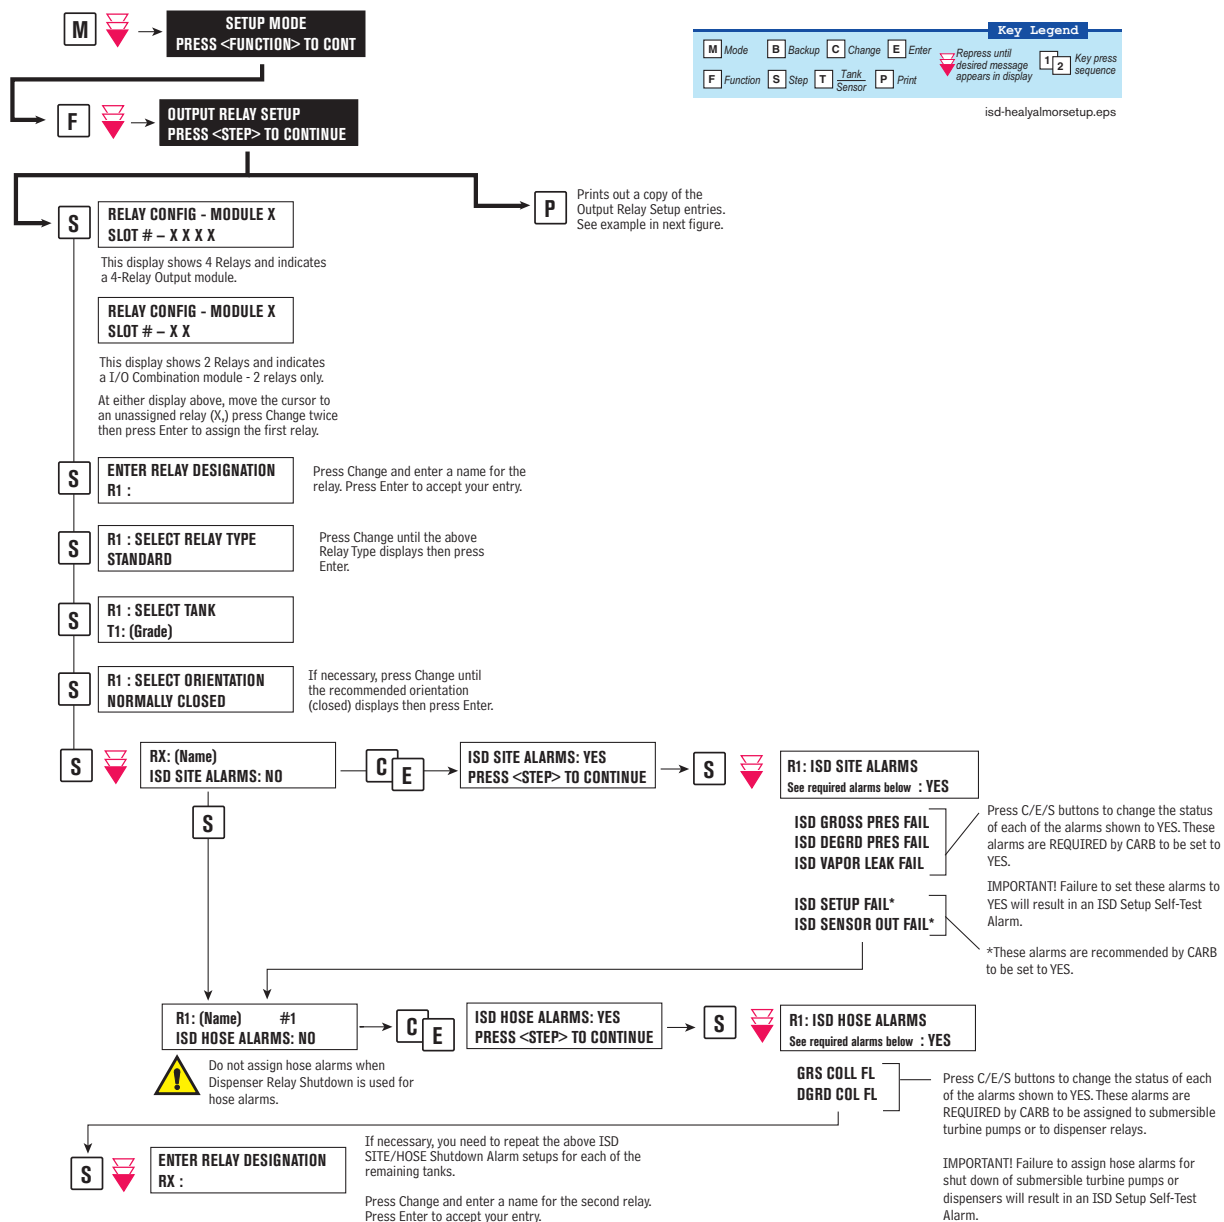 M
SETUP MODE
PRESS <FUNCTION> TO CONT
Key Legend
M Mode B Backup C Change E Enter
F Function S Step T Tank
Sensor
P Print
Repress until
desired message
appears in display
1 2
Key press
sequence
isd-healyalmorsetup.eps
F
OUTPUT RELAY SETUP
PRESS <STEP> TO CONTINUE
P
Prints out a copy of the
Output Relay Setup entries.
See example in next figure.
S
RELAY CONFIG - MODULE X
SLOT # – X X X X
This display shows 4 Relays and indicates
a 4-Relay Output module.
RELAY CONFIG - MODULE X
SLOT # – X X
This display shows 2 Relays and indicates
a I/O Combination module - 2 relays only.
At either display above, move the cursor to
an unassigned relay (X,) press Change twice
then press Enter to assign the first relay.
S
ENTER RELAY DESIGNATION
R1 :
Press Change and enter a name for the
relay. Press Enter to accept your entry.
S
R1 : SELECT RELAY TYPE
STANDARD
Press Change until the above
Relay Type displays then press
Enter.
S
R1 : SELECT TANK
T1: (Grade)
S
R1 : SELECT ORIENTATION
NORMALLY CLOSED
If necessary, press Change until
the recommended orientation
(closed) displays then press Enter.
S
RX: (Name)
ISD SITE ALARMS: NO
C E
ISD SITE ALARMS: YES
PRESS <STEP> TO CONTINUE
S
R1: ISD SITE ALARMS
See required alarms below : YES
S
ISD GROSS PRES FAIL
ISD DEGRD PRES FAIL
ISD VAPOR LEAK FAIL
Press C/E/S buttons to change the status
of each of the alarms shown to YES. These
alarms are REQUIRED by CARB to be set to
YES.
IMPORTANT! Failure to set these alarms to
YES will result in an ISD Setup Self-Test
Alarm.
ISD SETUP FAIL*
ISD SENSOR OUT FAIL*
*These alarms are recommended by CARB
to be set to YES.
R1: (Name) #1
ISD HOSE ALARMS: NO
C E
ISD HOSE ALARMS: YES
PRESS <STEP> TO CONTINUE
S
R1: ISD HOSE ALARMS
See required alarms below : YES
!
Do not assign hose alarms when
Dispenser Relay Shutdown is used for
hose alarms.
GRS COLL FL
DGRD COL FL
Press C/E/S buttons to change the status of each
of the alarms shown to YES. These alarms are
REQUIRED by CARB to be assigned to submersible
turbine pumps or to dispenser relays.
IMPORTANT! Failure to assign hose alarms for
shut down of submersible turbine pumps or
dispensers will result in an ISD Setup Self-Test
Alarm.
S
ENTER RELAY DESIGNATION
RX :
If necessary, you need to repeat the above ISD
SITE/HOSE Shutdown Alarm setups for each of the
remaining tanks.
Press Change and enter a name for the second relay.
Press Enter to accept your entry.